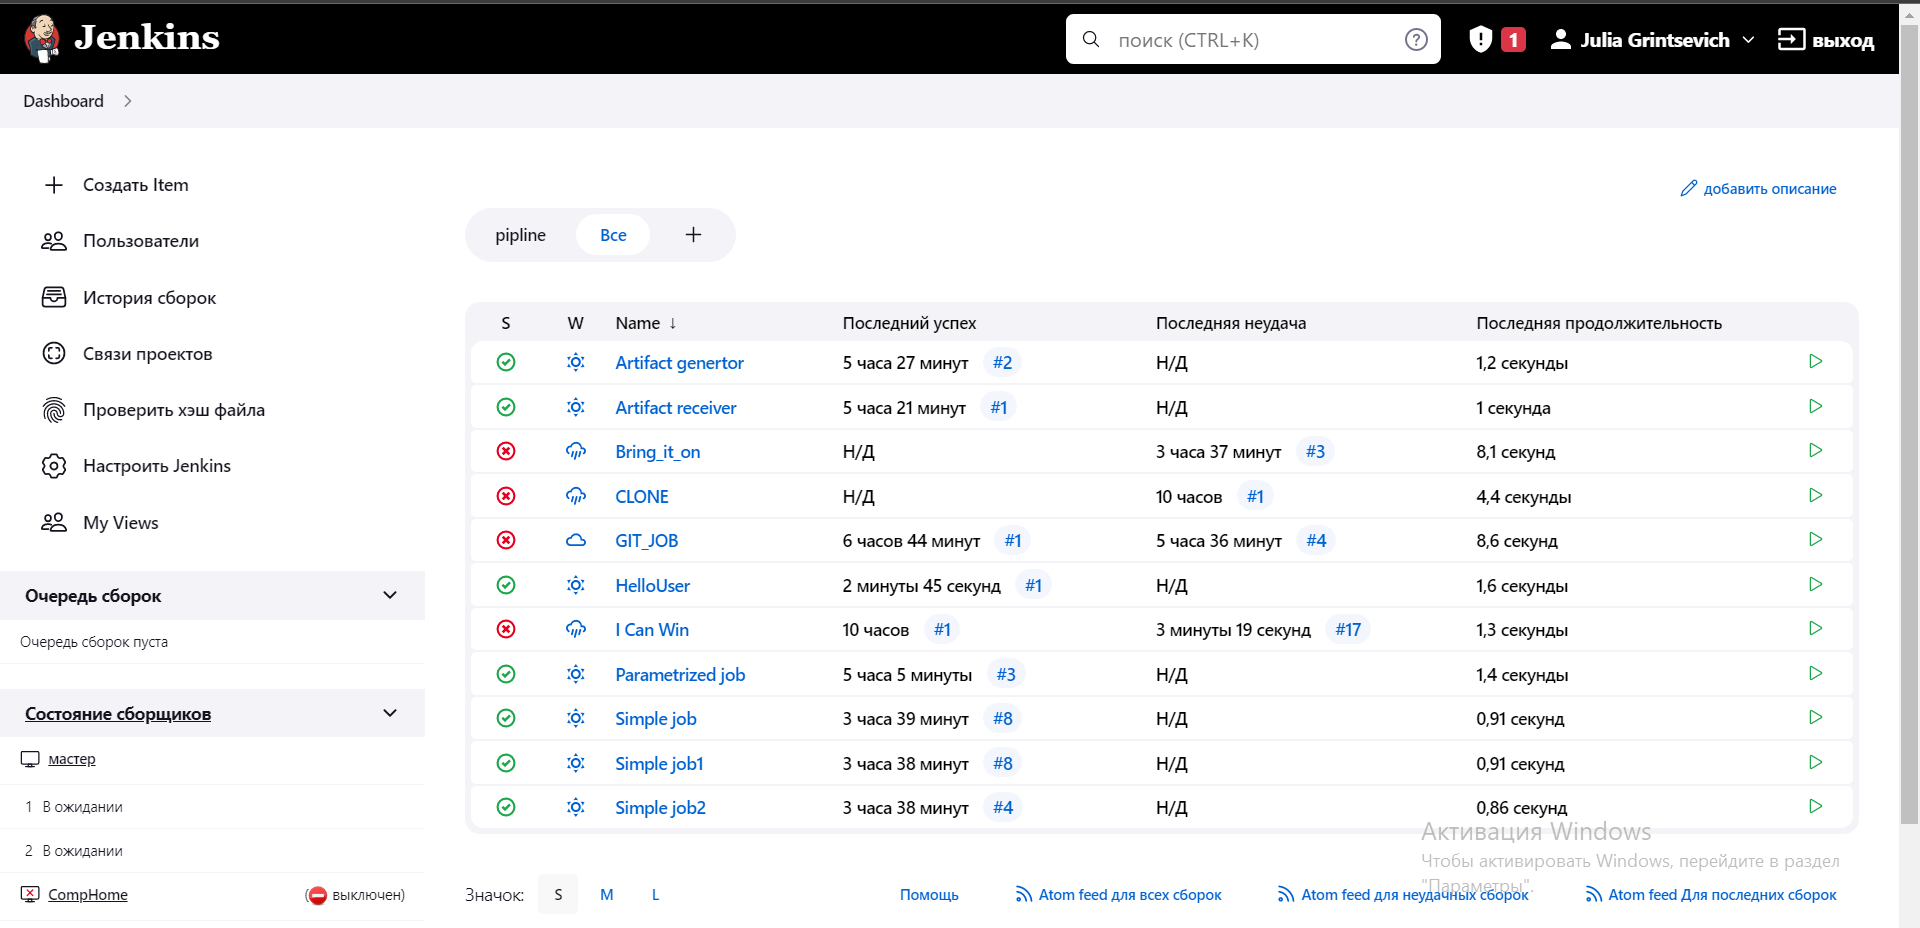 Jenkins
поиск (CTRL+K)
1
Julia Grintsevich
выход
Dashboard
Создать Item
Пользователи
История сборок
Связи проектов
Проверить хэш файла
Настроить Jenkins
My Views
Очередь сборок
Очередь сборок пуста
Состояние сборщиков
мастер
1 В ожидании
2 В ожидании
CompHome (выключен)
добавить описание
pipline Все +
S W Name ↓ Последний успех Последняя неудача Последняя продолжительность
Artifact genertor 5 часа 27 минут #2 Н/Д 1,2 секунды
Artifact receiver 5 часа 21 минут #1 Н/Д 1 секунда
Bring_it_on Н/Д 3 часа 37 минут #3 8,1 секунд
CLONE Н/Д 10 часов #1 4,4 секунды
GIT_JOB 6 часов 44 минут #1 5 часа 36 минут #4 8,6 секунд
HelloUser 2 минуты 45 секунд #1 Н/Д 1,6 секунды
I Can Win 10 часов #1 3 минуты 19 секунд #17 1,3 секунды
Parametrized job 5 часа 5 минуты #3 Н/Д 1,4 секунды
Simple job 3 часа 39 минут #8 Н/Д 0,91 секунд
Simple job1 3 часа 38 минут #8 Н/Д 0,91 секунд
Simple job2 3 часа 38 минут #4 Н/Д 0,86 секунд
Активация Windows
Чтобы активировать Windows, перейдите в раздел
"Параметры".
Значок: S M L Помощь Atom feed для всех сборок Atom feed для неудачных сборок Atom feed Для последних сборок